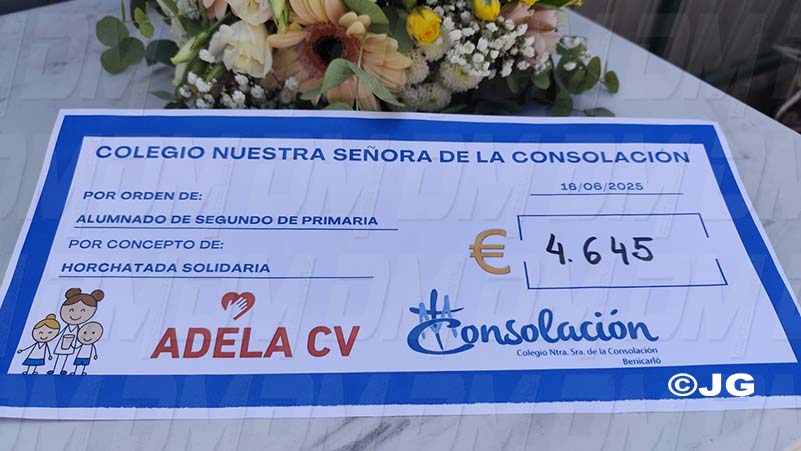 COLEGIO NUESTRA SEÑORA DE LA CONSOLACIÓN
16/06/2025
POR ORDEN DE:
ALUMNADO DE SEGUNDO DE PRIMARIA
POR CONCEPTO DE:
HORCHATADA SOLIDARIA
€ 4.645
ADELA CV
Consolación
Colegio Ntra. Sra. de la Consolación
Benicarló
©JG